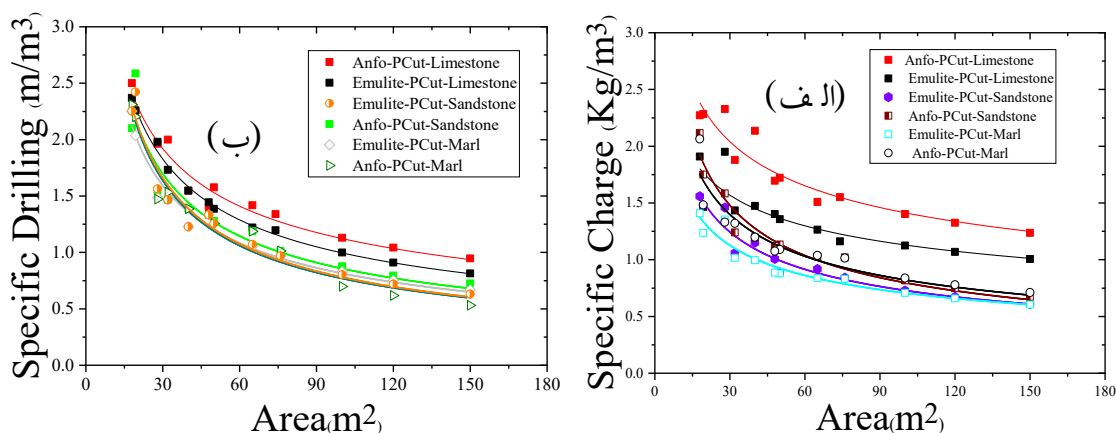 Specific Drilling (m/m³)
3.0
2.5
2.0
1.5
1.0
0.5
0.0
Anfo-PCut-Limestone
Emulite-PCut-Limestone
Emulite-PCut-Sandstone
Anfo-PCut-Sandstone
Emulite-PCut-Marl
Anfo-PCut-Marl
(ب)
0 30 60 90 120 150 180
Area(m²)
Specific Charge (Kg/m³)
3.0
2.5
2.0
1.5
1.0
0.5
0.0
Anfo-PCut-Limestone
Emulite-PCut-Limestone
Emulite-PCut-Sandstone
Anfo-PCut-Sandstone
Emulite-PCut-Marl
Anfo-PCut-Marl
(الف)
0 30 60 90 120 150 180
Area(m²)